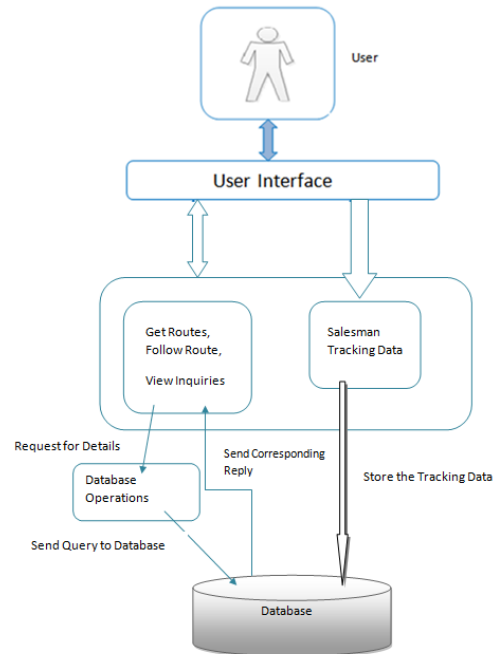 User
User Interface
Get Routes,
Follow Route,
View Inquiries
Salesman
Tracking Data
Request for Details
Send Corresponding
Reply
Store the Tracking Data
Database
Operations
Send Query to Database
Database